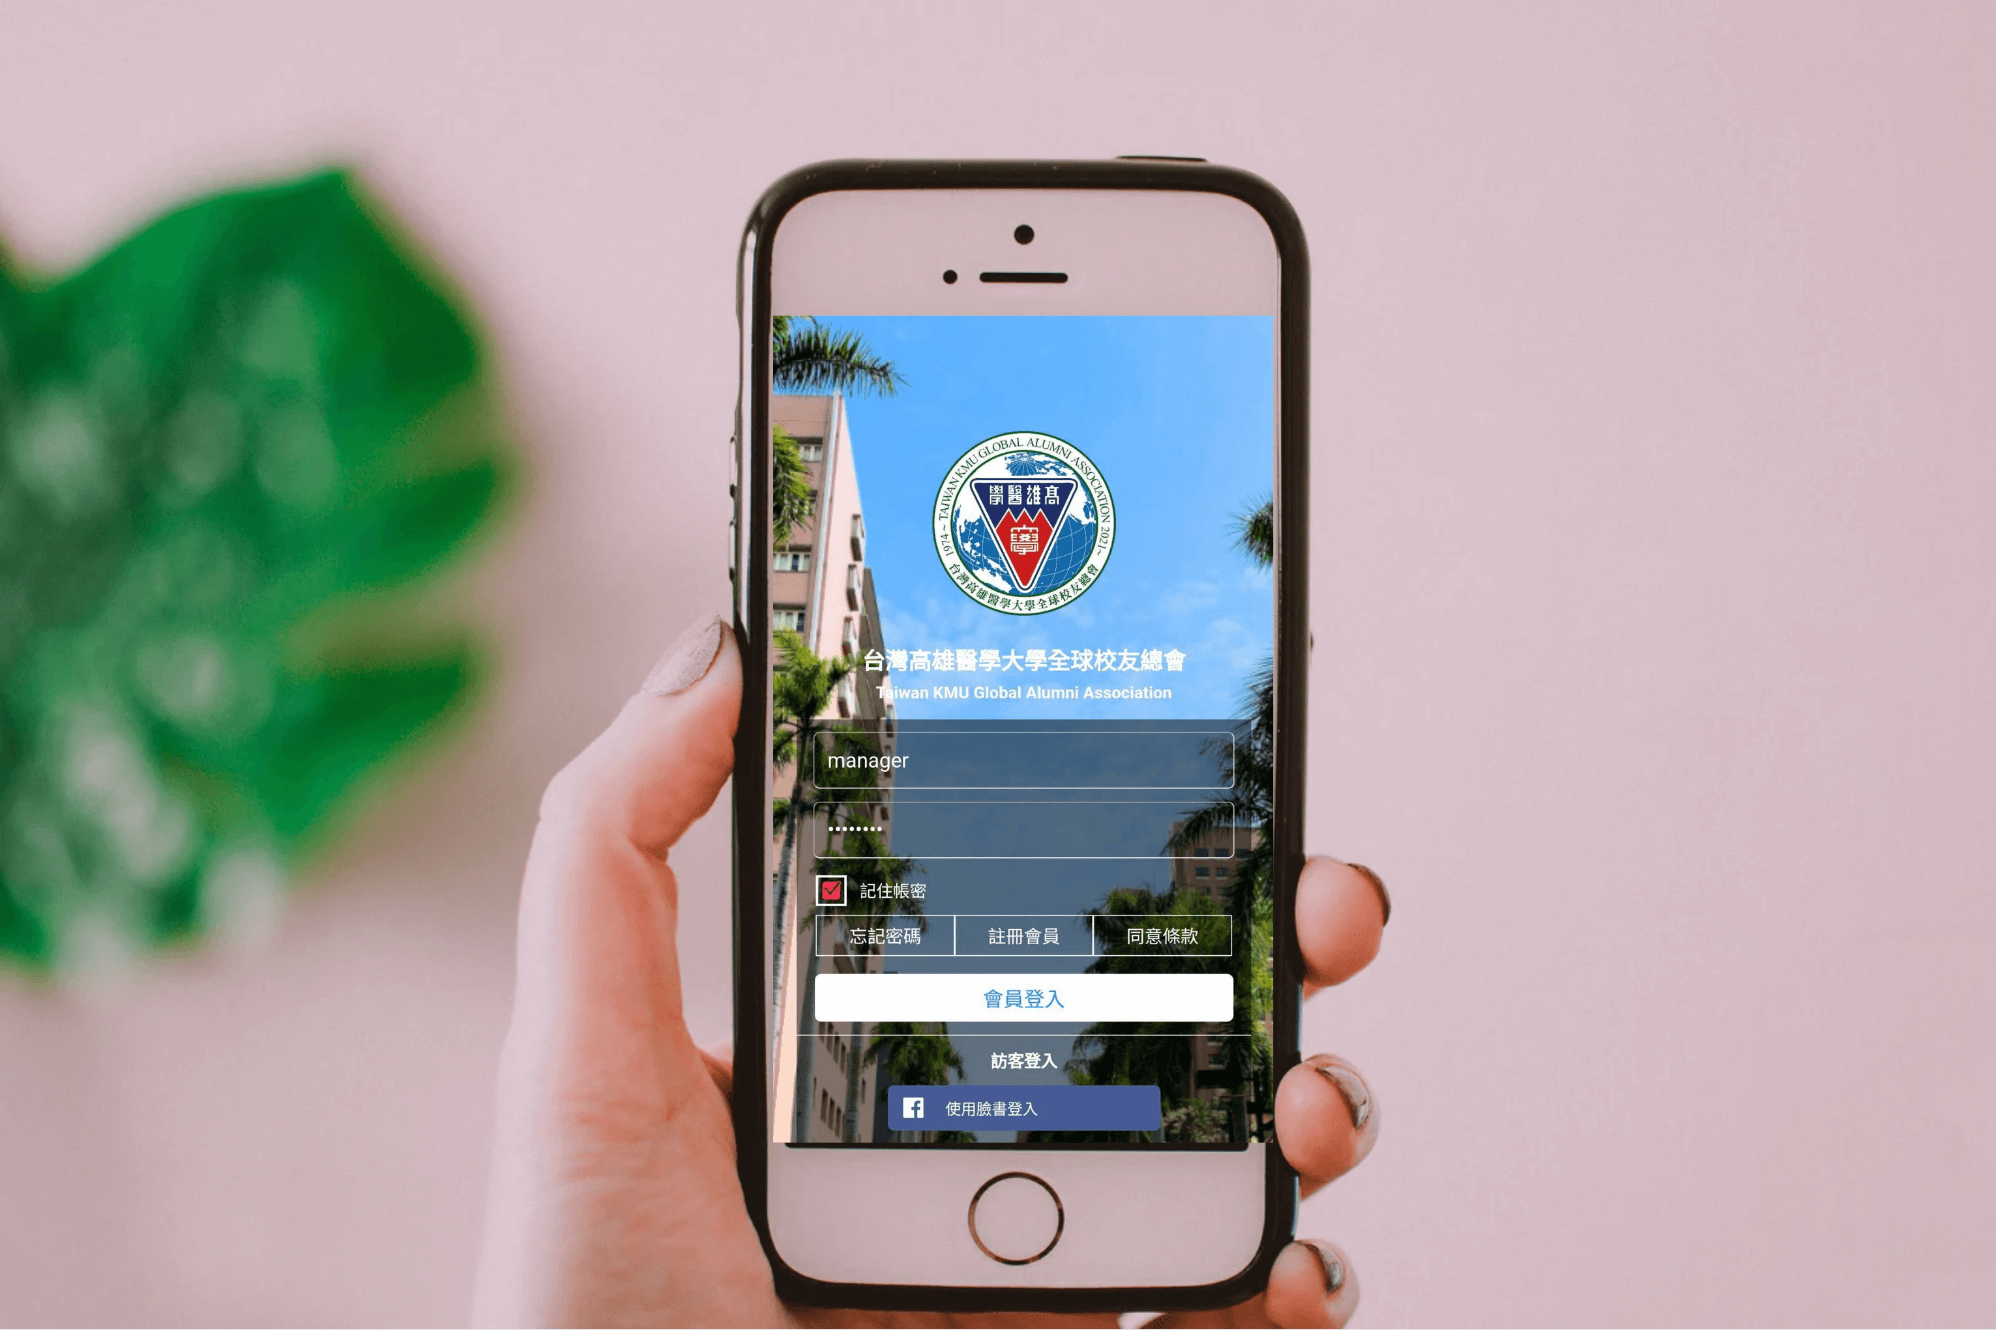 ~ TAIWAN KMU GLOBAL ALUMNI ASSOCIATION 2021~
1974
學醫雄高
學
台灣高雄醫學大學全球校友總會
台灣高雄醫學大學全球校友總會
Taiwan KMU Global Alumni Association
manager
••••••••
記住帳密
忘記密碼 註冊會員 同意條款
會員登入
訪客登入
使用臉書登入